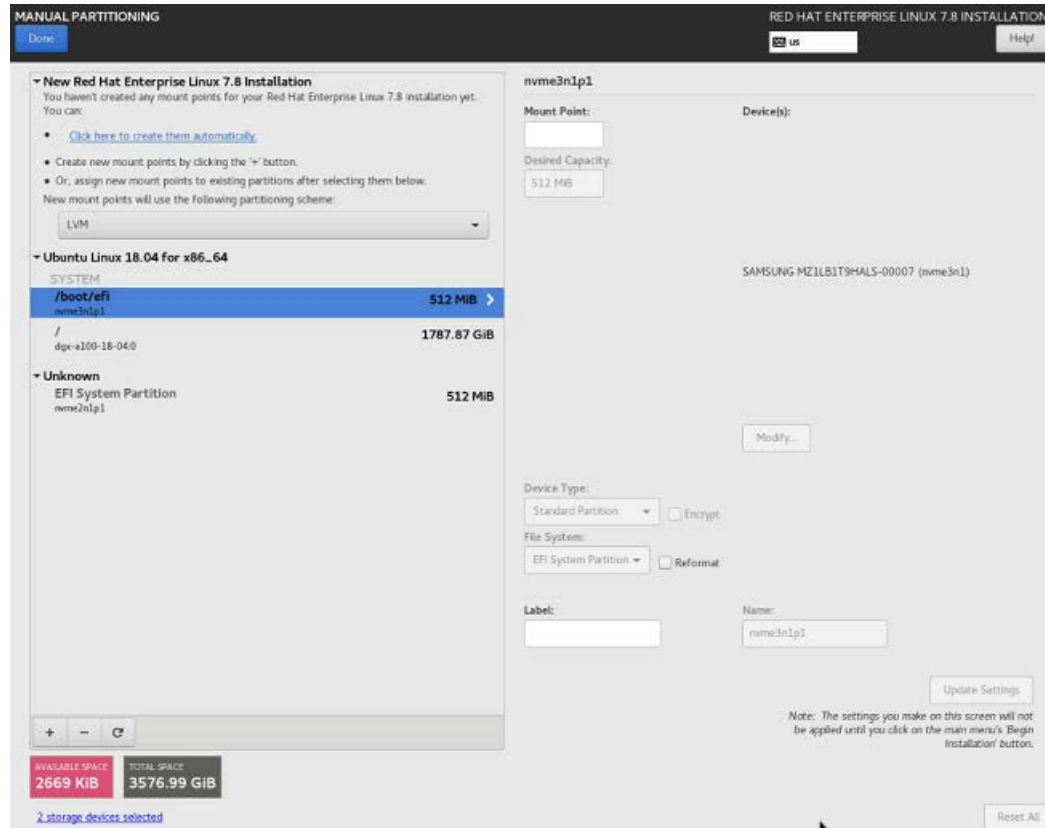 MANUAL PARTITIONING
RED HAT ENTERPRISE LINUX 7.8 INSTALLATION
Done
us
Help!
New Red Hat Enterprise Linux 7.8 Installation
You haven't created any mount points for your Red Hat Enterprise Linux 7.8 installation yet.
You can:
• Click here to create them automatically.
• Create new mount points by clicking the '+' button.
• Or, assign new mount points to existing partitions after selecting them below.
New mount points will use the following partitioning scheme:
LVM
Ubuntu Linux 18.04 for x86_64
SYSTEM
/boot/efi
512 MiB
nvme3n1p1
/
1787.87 GiB
dgx-a100-18-04:0
Unknown
EFI System Partition
512 MiB
nvme2n1p1
+ −
AVAILABLE SPACE
2669 KiB
TOTAL SPACE
3576.99 GiB
2 storage devices selected
nvme3n1p1
Mount Point:
Device(s):
Desired Capacity:
512 MiB
SAMSUNG MZ1LB1T9HALS-00007 (nvme3n1)
Modify...
Device Type:
Standard Partition
Encrypt
File System:
EFI System Partition
Reformat
Label:
Name:
nvme3n1p1
Update Settings
Note: The settings you make on this screen will not
be applied until you click on the main menu's 'Begin
Installation' button.
Reset All